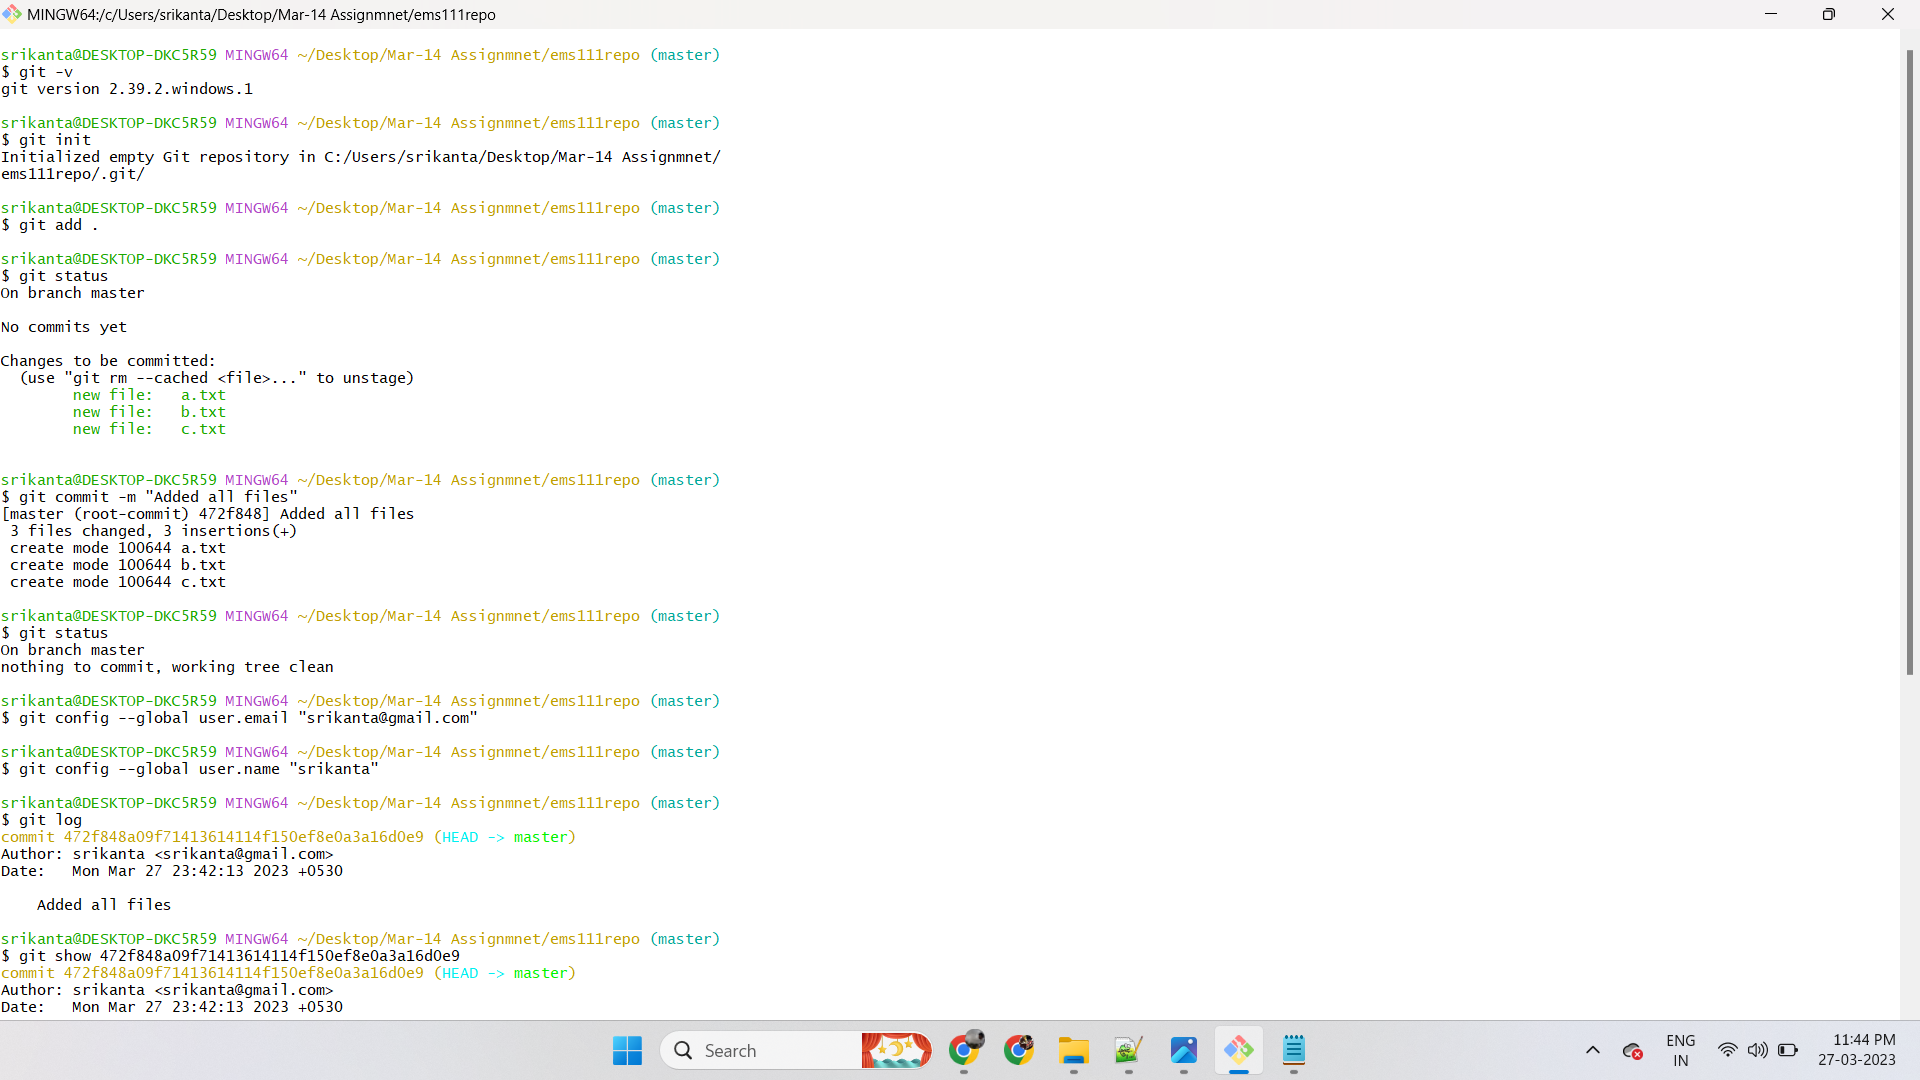 MINGW64:/c/Users/srikanta/Desktop/Mar-14 Assignmnet/ems111repo
srikanta@DESKTOP-DKC5R59 MINGW64 ~/Desktop/Mar-14 Assignmnet/ems111repo (master)
$ git -v
git version 2.39.2.windows.1
srikanta@DESKTOP-DKC5R59 MINGW64 ~/Desktop/Mar-14 Assignmnet/ems111repo (master)
$ git init
Initialized empty Git repository in C:/Users/srikanta/Desktop/Mar-14 Assignmnet/
ems111repo/.git/
srikanta@DESKTOP-DKC5R59 MINGW64 ~/Desktop/Mar-14 Assignmnet/ems111repo (master)
$ git add .
srikanta@DESKTOP-DKC5R59 MINGW64 ~/Desktop/Mar-14 Assignmnet/ems111repo (master)
$ git status
On branch master
No commits yet
Changes to be committed:
  (use "git rm --cached <file>..." to unstage)
        new file:   a.txt
        new file:   b.txt
        new file:   c.txt
srikanta@DESKTOP-DKC5R59 MINGW64 ~/Desktop/Mar-14 Assignmnet/ems111repo (master)
$ git commit -m "Added all files"
[master (root-commit) 472f848] Added all files
 3 files changed, 3 insertions(+)
 create mode 100644 a.txt
 create mode 100644 b.txt
 create mode 100644 c.txt
srikanta@DESKTOP-DKC5R59 MINGW64 ~/Desktop/Mar-14 Assignmnet/ems111repo (master)
$ git status
On branch master
nothing to commit, working tree clean
srikanta@DESKTOP-DKC5R59 MINGW64 ~/Desktop/Mar-14 Assignmnet/ems111repo (master)
$ git config --global user.email "srikanta@gmail.com"
srikanta@DESKTOP-DKC5R59 MINGW64 ~/Desktop/Mar-14 Assignmnet/ems111repo (master)
$ git config --global user.name "srikanta"
srikanta@DESKTOP-DKC5R59 MINGW64 ~/Desktop/Mar-14 Assignmnet/ems111repo (master)
$ git log
commit 472f848a09f71413614114f150ef8e0a3a16d0e9 (HEAD -> master)
Author: srikanta <srikanta@gmail.com>
Date:   Mon Mar 27 23:42:13 2023 +0530
    Added all files
srikanta@DESKTOP-DKC5R59 MINGW64 ~/Desktop/Mar-14 Assignmnet/ems111repo (master)
$ git show 472f848a09f71413614114f150ef8e0a3a16d0e9
commit 472f848a09f71413614114f150ef8e0a3a16d0e9 (HEAD -> master)
Author: srikanta <srikanta@gmail.com>
Date:   Mon Mar 27 23:42:13 2023 +0530
Search
ENG
IN
11:44 PM
27-03-2023